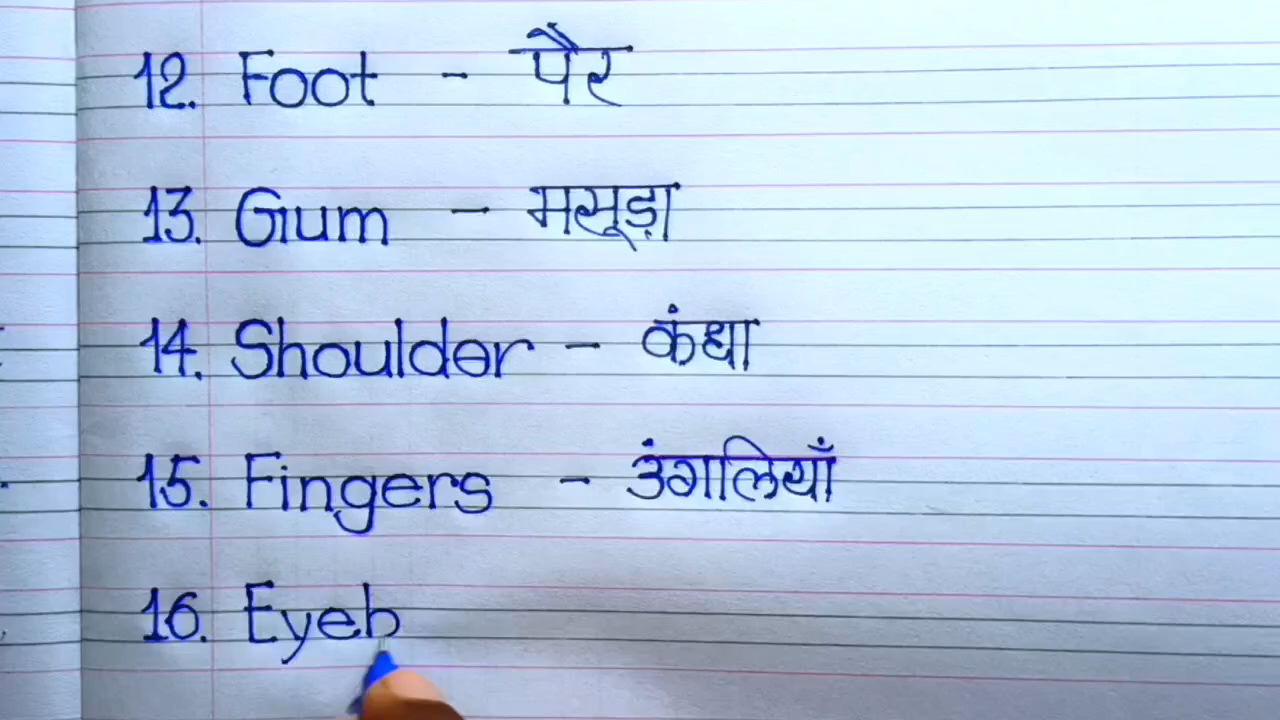 12. Foot - पैर
13. Gum - मसूड़ा
14. Shoulder - कंधा
15. Fingers - उंगलियाँ
16. Eyeb